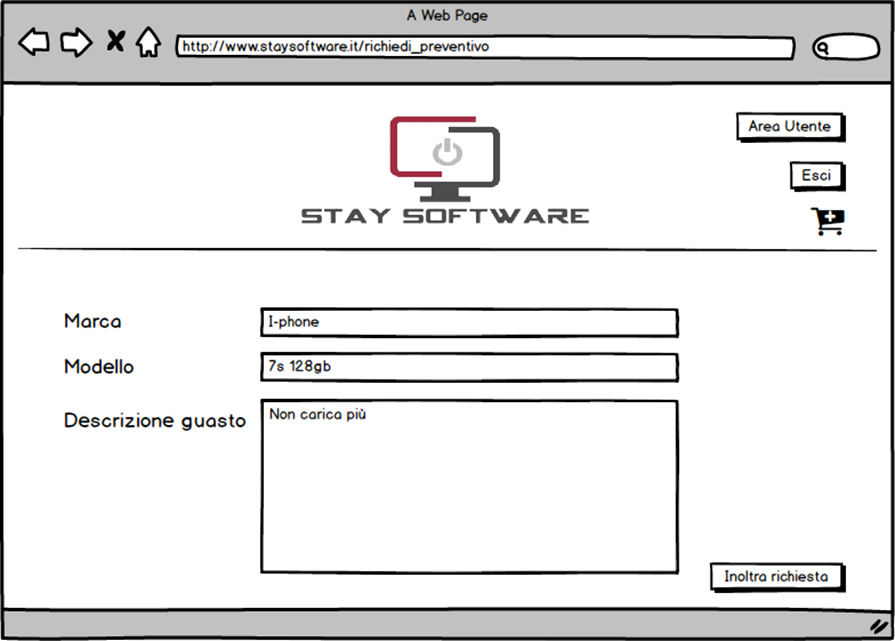 A Web Page
http://www.staysoftware.it/richiedi_preventivo
Area Utente
Esci
STAY SOFTWARE
Marca
I-phone
Modello
7s 128gb
Descrizione guasto
Non carica più
Inoltra richiesta